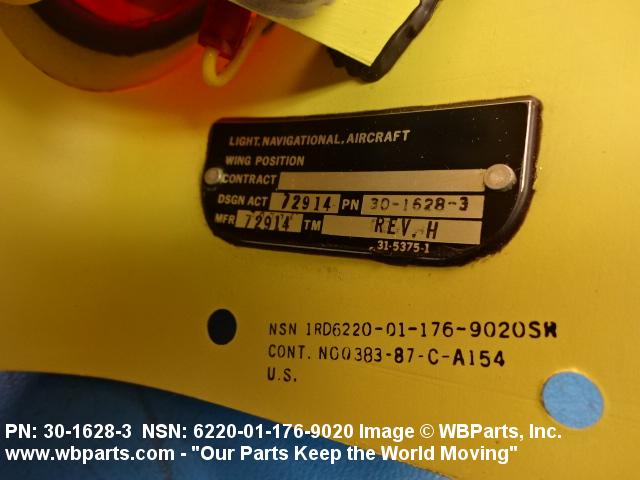 LIGHT, NAVIGATIONAL, AIRCRAFT
WING POSITION
CONTRACT
DSGN ACT 72914 PN 30-1628-3
MFR 72914 TM REV. H
31-5375-1
NSN 1RD6220-01-176-9020SK
CONT. N00383-87-C-A154
U.S.
PN: 30-1628-3 NSN: 6220-01-176-9020 Image © WBParts, Inc.
www.wbparts.com - "Our Parts Keep the World Moving"